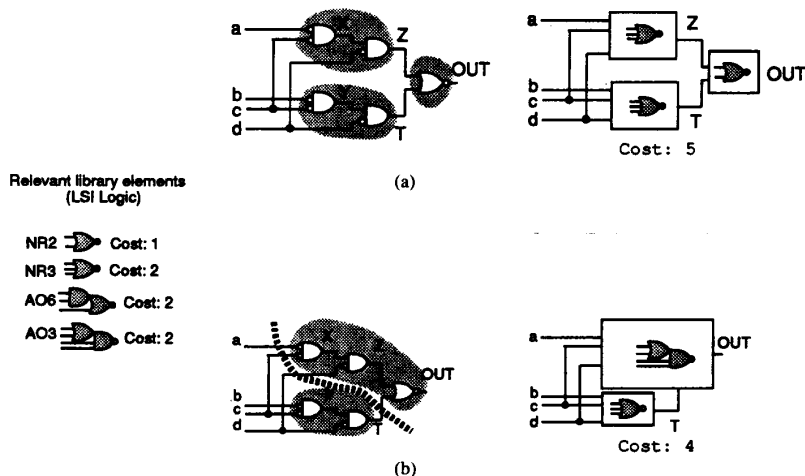 a
c
d
X
Z
OUT
b
c
d
Y
T
a
c
d
Z
OUT
b
c
d
T
Cost: 5
(a)
Relevant library elements
(LSI Logic)
NR2 Cost: 1
NR3 Cost: 2
AO6 Cost: 2
AO3 Cost: 2
a
X
Z
OUT
b
c
d
T
a
OUT
b
c
d
T
Cost: 4
(b)